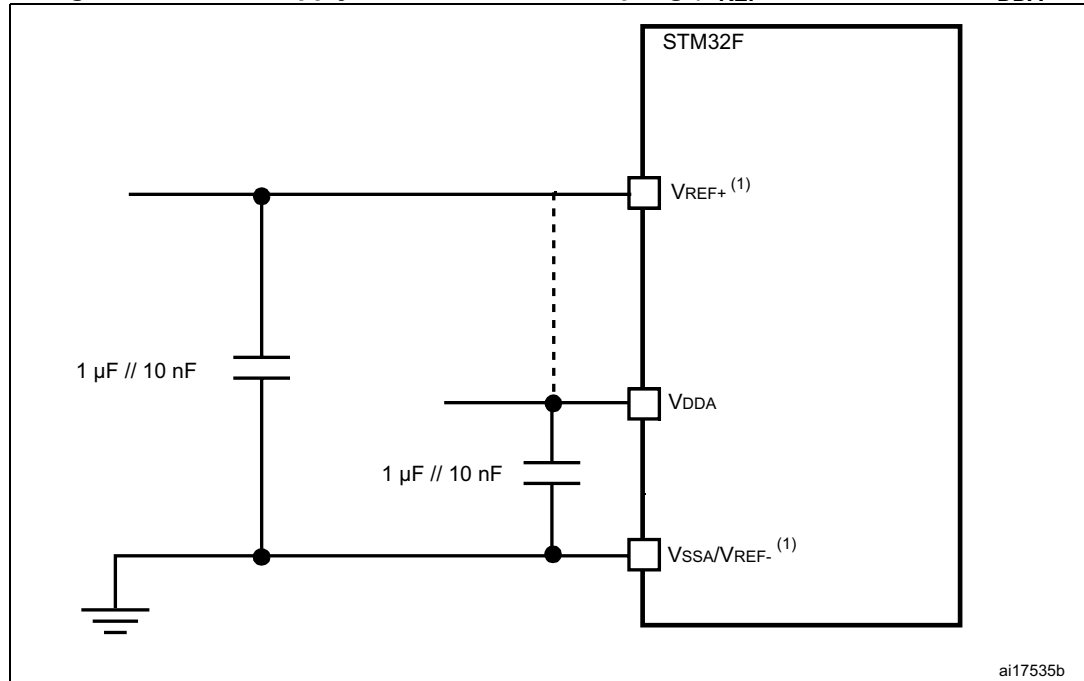 STM32F
VREF+ (1)
1 µF // 10 nF
VDDA
1 µF // 10 nF
VSSA/VREF- (1)
ai17535b